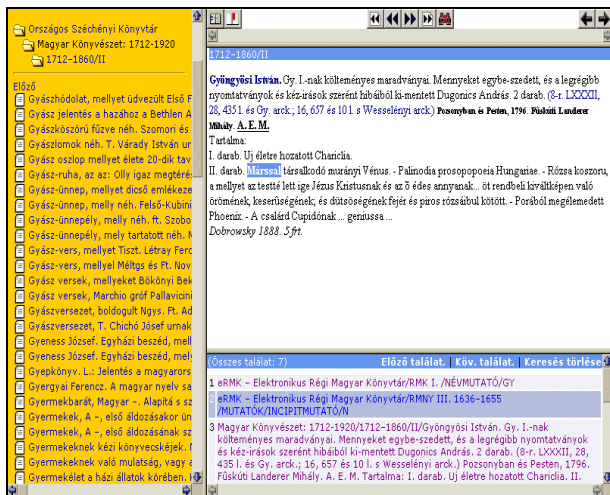 Országos Széchényi Könyvtár
Magyar Könyvészet: 1712-1920
1712-1860/II
Előző
Gyászhódolat, mellyet üdvezült Első F
Gyász jelentés a hazához a Bethlen A
Gyászköszörű fűzve néh. Szomori és
Gyászlomok néh. T. Várady István ur
Gyász oszlop mellyet élete 20-dik tav
Gyász-ruha, az az: Olly igaz megtéré
Gyász-ünnep, mellyet dicső emlékeze
Gyász-ünnep, melly néh. Felső-Kubini
Gyász-ünnepély, melly néh. ft. Szobo
Gyász-ünnepély, mely tartatott néh. N
Gyász-vers, mellyet Tiszt. Létray Ferc
Gyász-vers, mellyel Méltgs és Ft. Nov
Gyász versek, mellyeket Bökönyi Bek
Gyász versek, Marchio gróf Pallavicini
Gyászversezet, boldogult Ngys. Ft. Ad
Gyászversezet, T. Chichó Jósef urnak
Gyeness József. Egyházi beszéd, mell
Gyeness József. Egyházi beszéd, mely
Gyepkönyv. L.: Jelentés a magyarors
Gyergyai Ferencz. A magyar nyelv sa
Gyermekbarát, Magyar –. Alapítá s sz
Gyermekek, A –, első áldozásakor ün
Gyermekek, A –, első áldozásának sz
Gyermekeknek kézi könyvecskéjek. N
Gyermekeknek való mulatság, vagy a
Gyermekélet a házi állatok körében. F
1712-1860/II
Gyöngyösi István. Gy. I.-nak költeményes maradványai. Mennyeket egybe-szedett, és a legrégibb
nyomtatványok és kéz-irások szerent hibáiból ki-mentett Dugonics András. 2 darab. (8-r. LXXXII,
28, 435 l. és Gy. arck.; 16, 657 és 10 l. s Wesselényi arck.) Pozsonyban és Pesten, 1796. Füskúti Landerer
Mihály. A. E. M.
Tartalma:
I. darab. Uj életre hozatott Chariclia.
II. darab. Márssal társalkodó murányi Vénus. - Palinodia prosopopoeia Hungariae. - Rózsa koszoru,
a mellyet az testté lett ige Jézus Kristusnak és az õ édes annyanak... öt rendbeli kiváltképen való
örömének, keserûségének; és dütsöségének fejér és piros rózsáibul kötött. - Porából megélemedett
Phoenix. - A csalárd Cupidónak ... geniussa ...
Dobrowsky 1888. 5 frt.
(Összes találat: 7) Előző találat. | Köv. találat. | Keresés törlése
1 eRMK – Elektronikus Régi Magyar Könyvtár/RMK I. /NÉVMUTATÓ/GY
2 eRMK – Elektronikus Régi Magyar Könyvtár/RMNY III. 1636–1655
/MUTATÓK/INCIPITMUTATÓ/N
3 Magyar Könyvészet: 1712-1920/1712-1860/II/Gyöngyösi István. Gy. I.-nak
költeményes maradványai. Mennyeket egybe-szedett, és a legrégibb nyomtatványok
és kéz-irások szerent hibáiból ki-mentett Dugonics András. 2 darab. (8-r. LXXXII, 28,
435 l. és Gy. arck.; 16, 657 és 10 l. s Wesselényi arck.) Pozsonyban és Pesten, 1796.
Fûskúti Landerer Mihály. A. E. M. Tartalma: I. darab. Uj életre hozatott Chariclia. II.